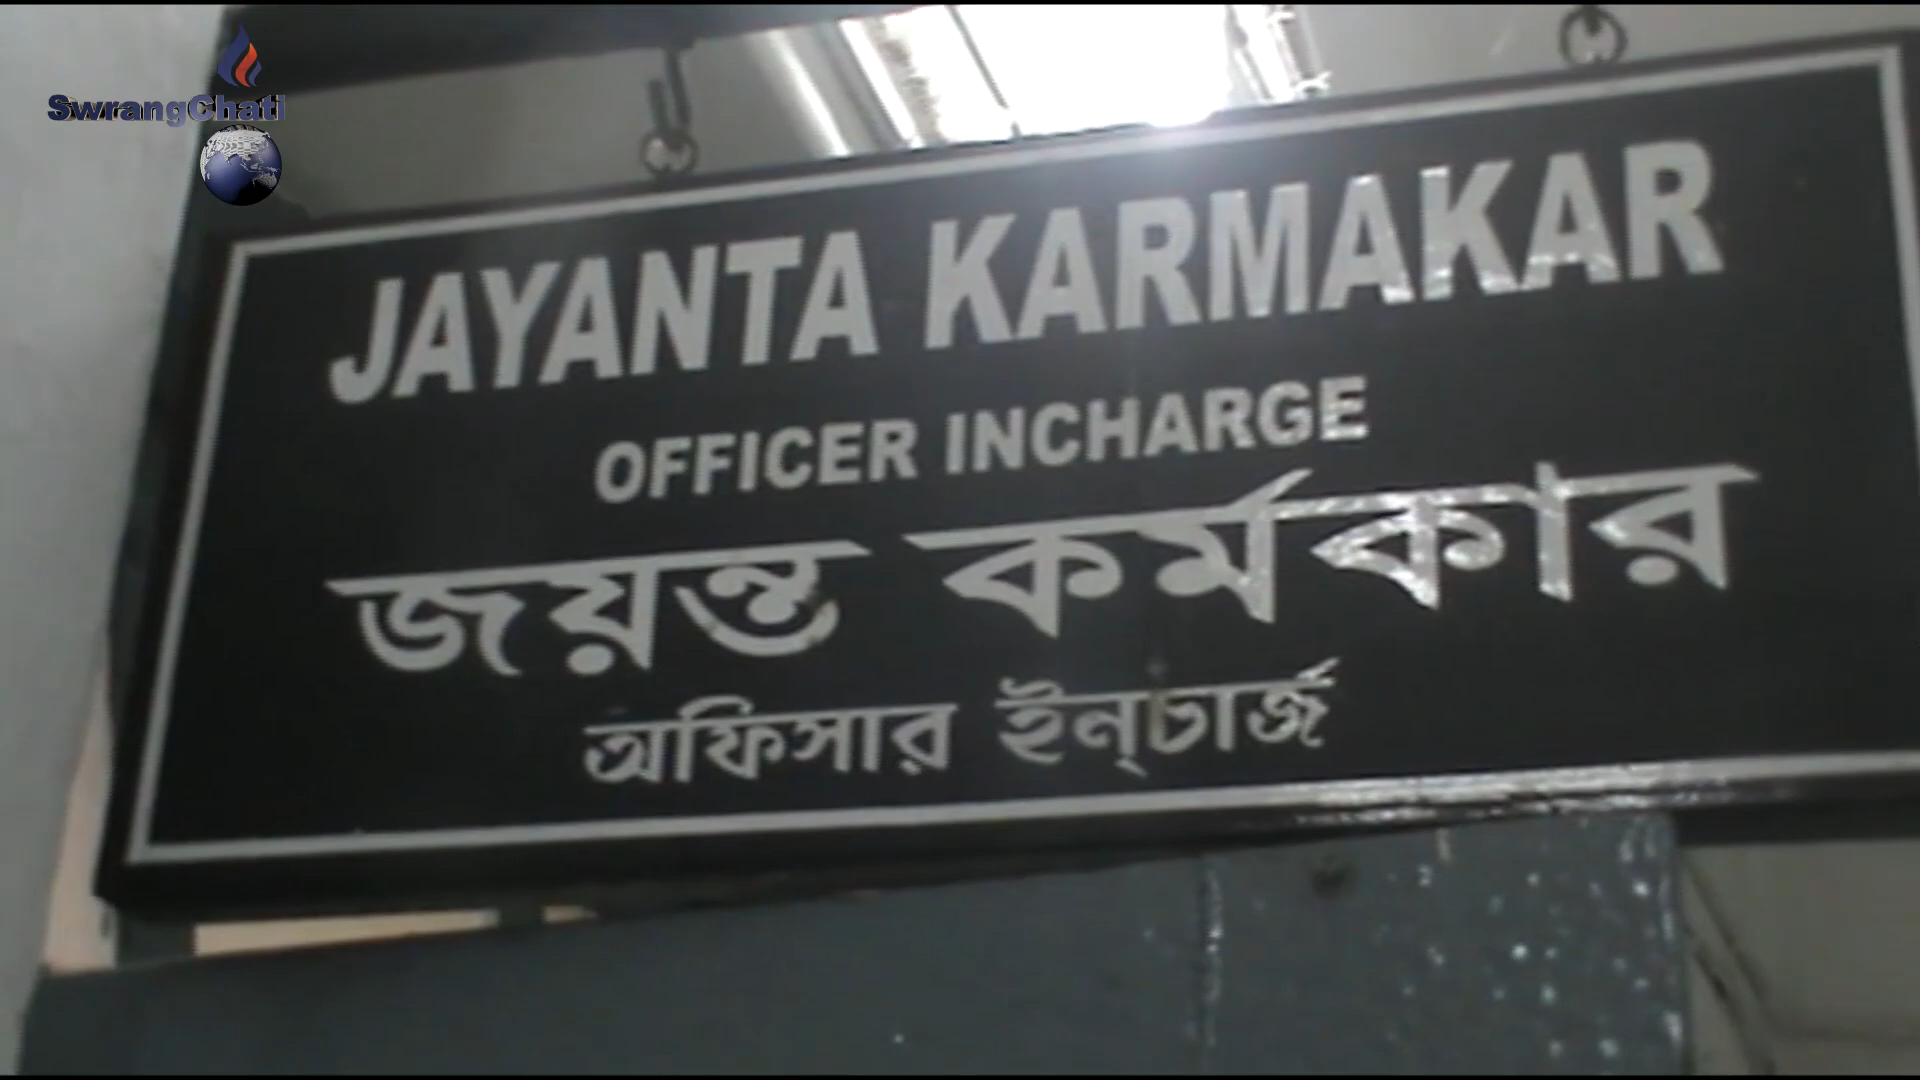 SwrangChati
JAYANTA KARMAKAR
OFFICER INCHARGE
জয়ন্ত কর্মকার
অফিসার ইন্চার্জ